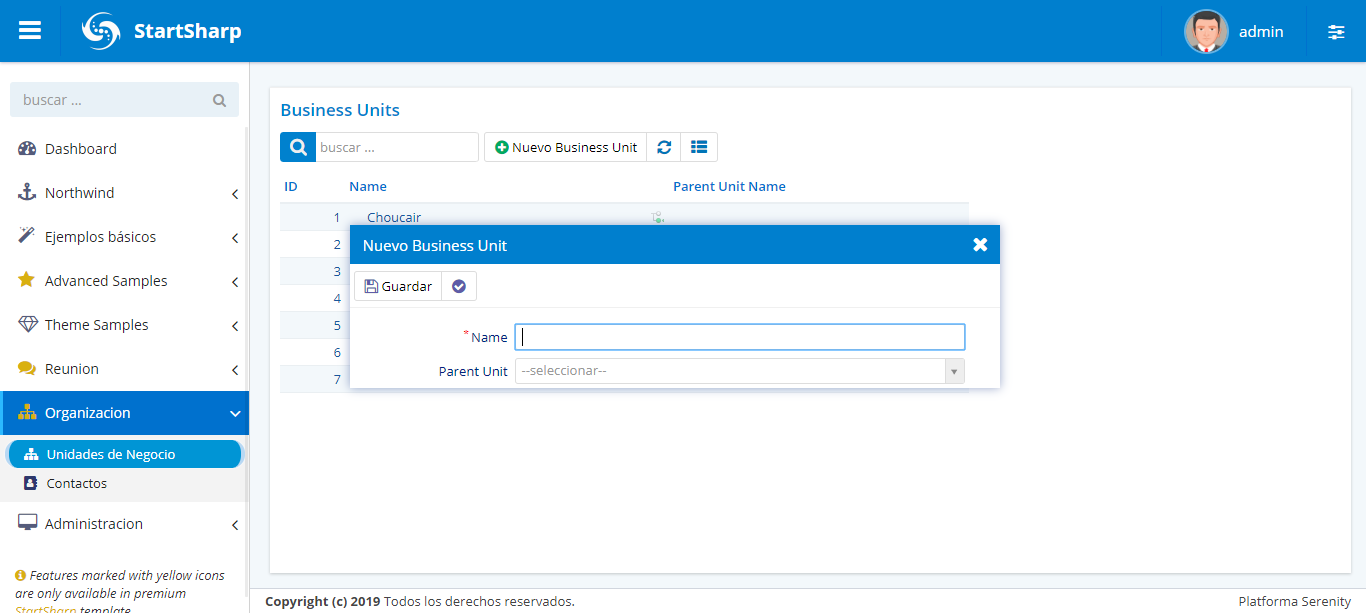 StartSharp
admin
buscar ...
Dashboard
Northwind
Ejemplos básicos
Advanced Samples
Theme Samples
Reunion
Organizacion
Unidades de Negocio
Contactos
Administracion
Features marked with yellow icons
are only available in premium
StartSharp template
Business Units
buscar ...
Nuevo Business Unit
ID Name Parent Unit Name
1 Choucair
2
3
4
5
6
7
Nuevo Business Unit
Guardar
* Name
Parent Unit --seleccionar--
Copyright (c) 2019 Todos los derechos reservados.
Platforma Serenity